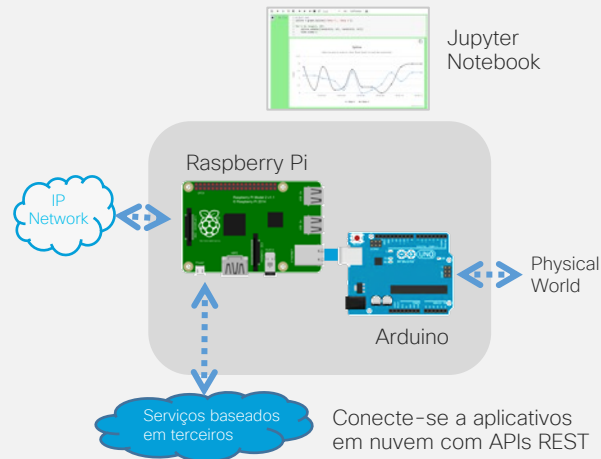 Jupyter
Notebook
Raspberry Pi
IP
Network
Physical
World
Arduino
Serviços baseados
em terceiros
Conecte-se a aplicativos
em nuvem com APIs REST